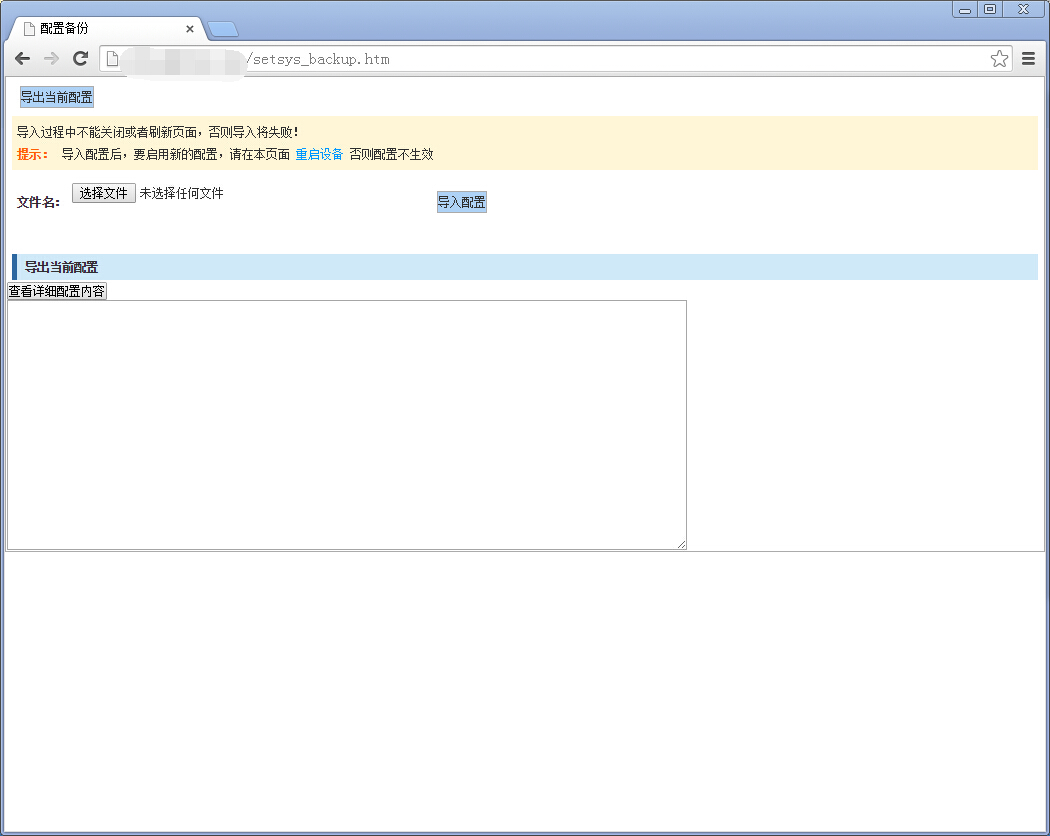 配置备份
/setsys_backup.htm
导出当前配置
导入过程中不能关闭或者刷新页面，否则导入将失败！
提示： 导入配置后，要启用新的配置，请在本页面 重启设备 否则配置不生效
文件名： 选择文件 未选择任何文件 导入配置
导出当前配置
查看详细配置内容